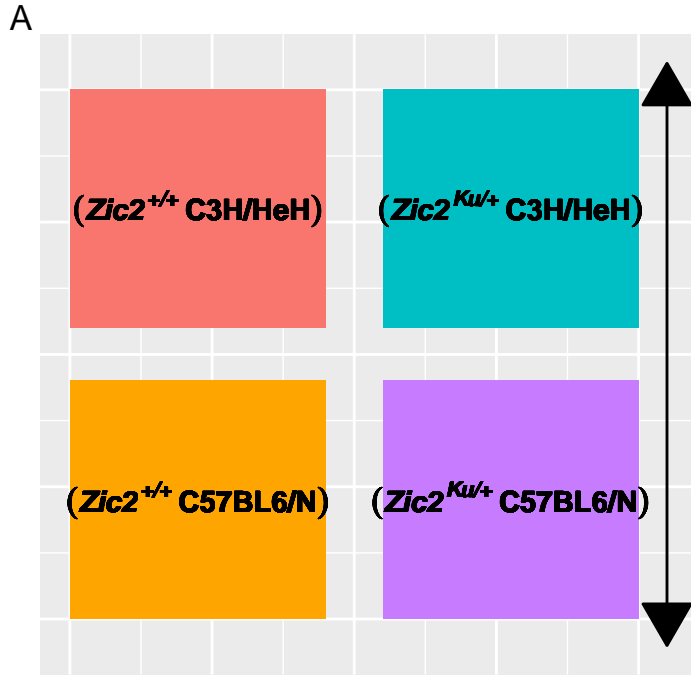 A
(Zic2+/+ C3H/HeH)
(Zic2Ku/+ C3H/HeH)
(Zic2+/+ C57BL6/N)
(Zic2Ku/+ C57BL6/N)